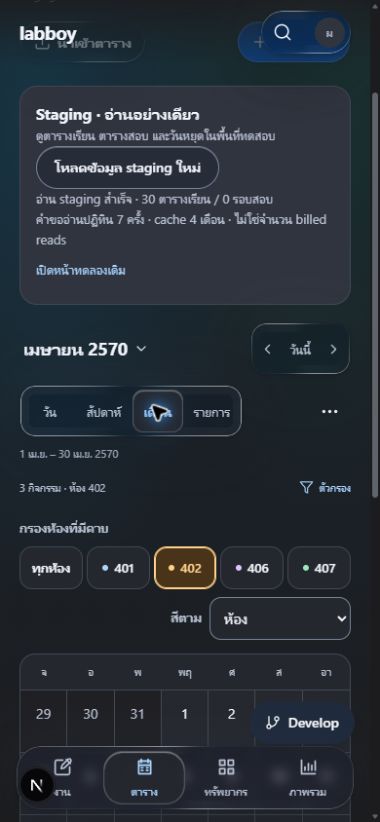 labboy
นำเข้าตาราง
ม
Staging · อ่านอย่างเดียว
ดูตารางเรียน ตารางสอบ และวันหยุดในพื้นที่ทดสอบ
โหลดข้อมูล staging ใหม่
อ่าน staging สำเร็จ · 30 ตารางเรียน / 0 รอบสอบ
คำขออ่านปฏิทิน 7 ครั้ง · cache 4 เดือน · ไม่ใช่จำนวน billed
reads
เปิดหน้าทดลองเดิม
เมษายน 2570
วันนี้
วัน สัปดาห์ รายการ
1 เม.ย. – 30 เม.ย. 2570
3 กิจกรรม · ห้อง 402 ตัวกรอง
กรองห้องที่มีคาบ
ทุกห้อง 401 402 406 407
สีตาม ห้อง
จ อ พ พฤ ศ ส อา
29 30 31 1 2
Develop
N
ตาราง ทรัพยากร ภาพรวม